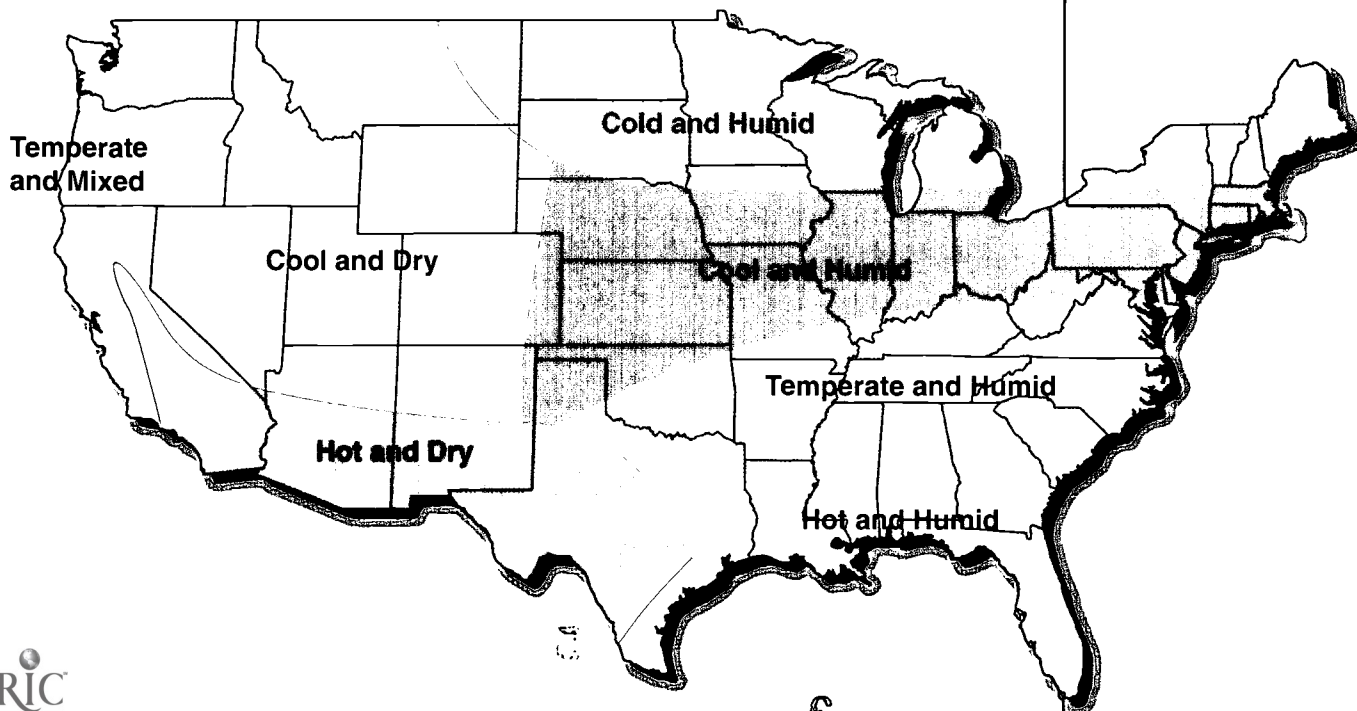 Cold and Humid
Temperate
and Mixed
Cool and Dry
Cool and Humid
Temperate and Humid
Hot and Dry
Hot and Humid
RIC